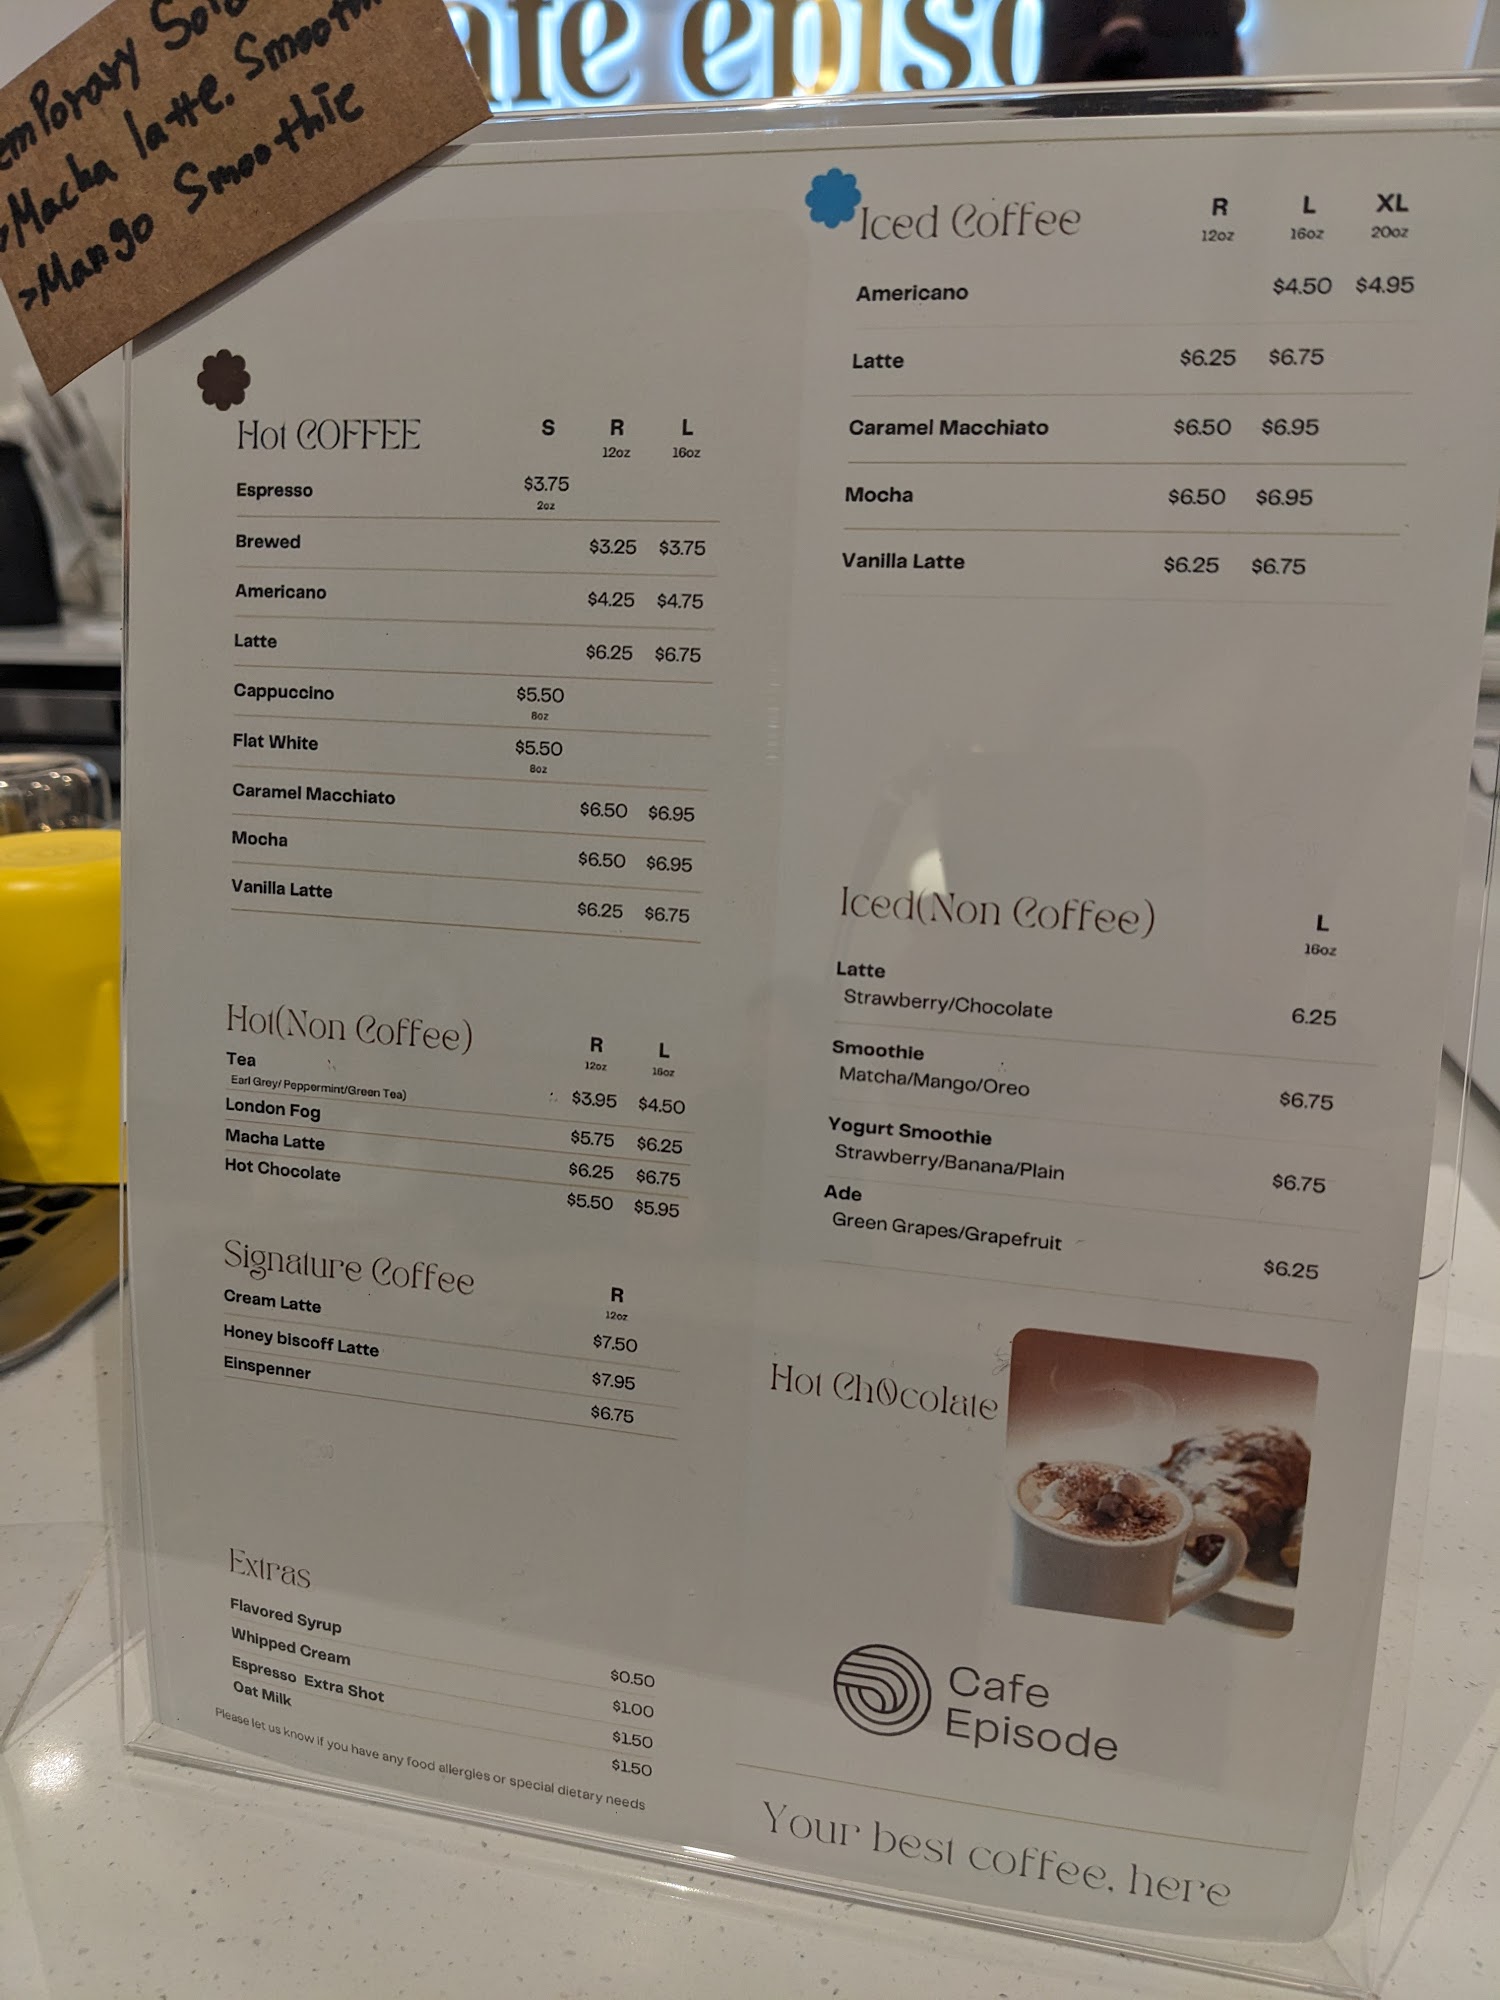 Macha latte. Smooth
>Mango Smoothie
Hot COFFEE S R L
12oz 16oz
Espresso $3.75
2oz
Brewed $3.25 $3.75
Americano $4.25 $4.75
Latte $6.25 $6.75
Cappuccino $5.50
8oz
Flat White $5.50
8oz
Caramel Macchiato $6.50 $6.95
Mocha $6.50 $6.95
Vanilla Latte $6.25 $6.75
Hot(Non Coffee) R L
12oz 16oz
Tea
Earl Grey/ Peppermint/Green Tea) $3.95 $4.50
London Fog $5.75 $6.25
Macha Latte $6.25 $6.75
Hot Chocolate $5.50 $5.95
Signature Coffee R
12oz
Cream Latte $7.50
Honey biscoff Latte $7.95
Einspenner $6.75
Extras
Flavored Syrup $0.50
Whipped Cream $1.00
Espresso Extra Shot $1.50
Oat Milk $1.50
Please let us know if you have any food allergles or special dietary needs
Iced Coffee R L XL
12oz 16oz 20oz
Americano $4.50 $4.95
Latte $6.25 $6.75
Caramel Macchiato $6.50 $6.95
Mocha $6.50 $6.95
Vanilla Latte $6.25 $6.75
Iced(Non Coffee) L
16oz
Latte
Strawberry/Chocolate 6.25
Smoothie
Matcha/Mango/Oreo $6.75
Yogurt Smoothie
Strawberry/Banana/Plain $6.75
Ade
Green Grapes/Grapefruit $6.25
Hot Chocolate
Cafe
Episode
Your best coffee, here